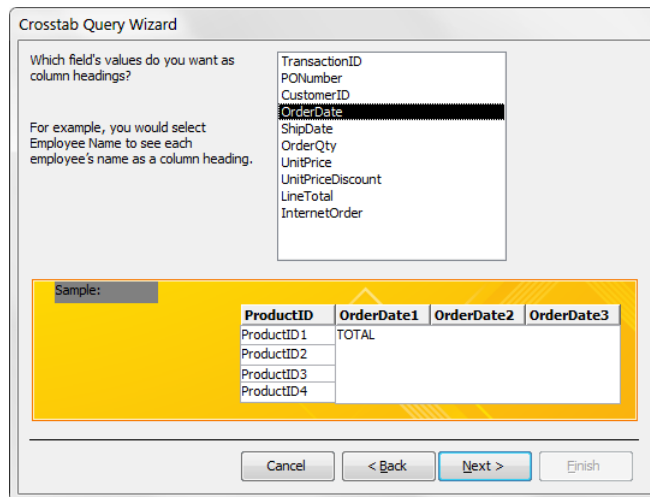 Crosstab Query Wizard
Which field's values do you want as
column headings?
For example, you would select
Employee Name to see each
employee's name as a column heading.
TransactionID
PONumber
CustomerID
OrderDate
ShipDate
OrderQty
UnitPrice
UnitPriceDiscount
LineTotal
InternetOrder
Sample:
ProductID OrderDate1 OrderDate2 OrderDate3
ProductID1 TOTAL
ProductID2
ProductID3
ProductID4
Cancel < Back Next > Finish